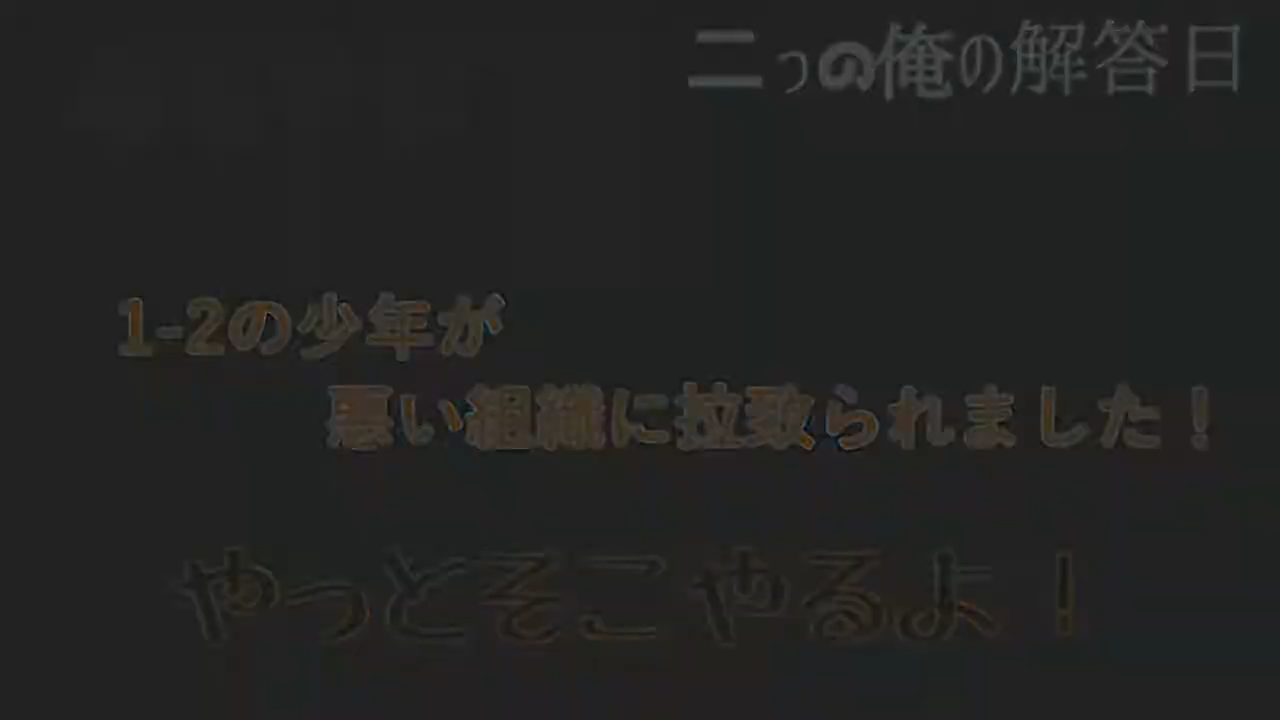 二つの俺の解答日
1-2の少年が
悪い組織に拉致られました！
やっとそこやるよ！